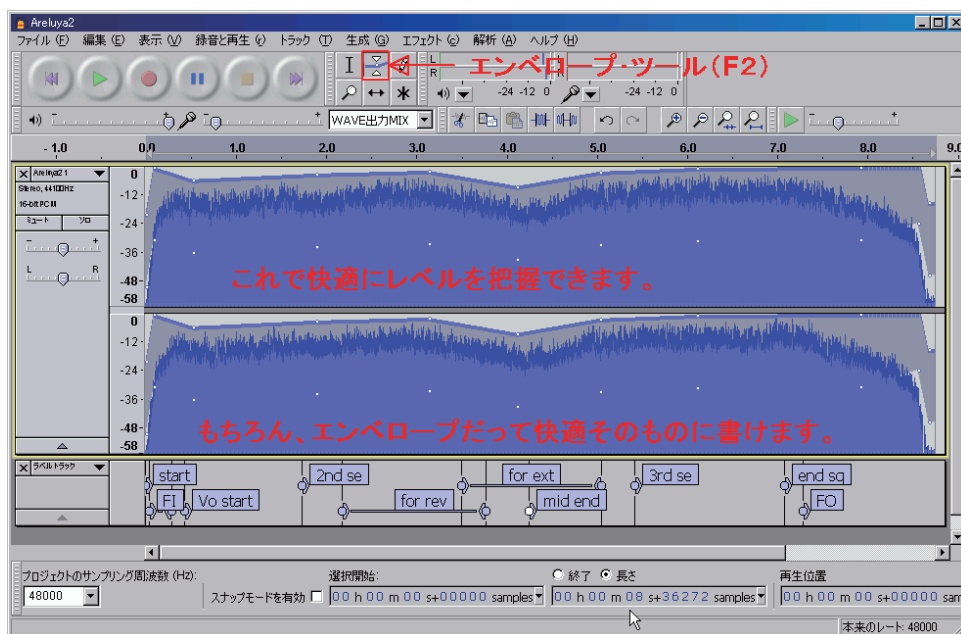 Areluya2
ファイル (F) 編集 (E) 表示 (V) 録音と再生 (r) トラック (T) 生成 (G) エフェクト (c) 解析 (A) ヘルプ (H)
エンベロープ・ツール(F2)
L
R
-24 -12 0 -24 -12 0
WAVE出力MIX
- 1.0 0.0 1.0 2.0 3.0 4.0 5.0 6.0 7.0 8.0 9.0
Areluya2 1
Stereo, 44100Hz
16-bit PCM
ミュート ソロ
- +
L R
0
-12
-24
-36
-48
-58
これで快適にレベルを把握できます。
0
-12
-24
-36
-48
-58
もちろん、エンベロープだって快適そのものに書けます。
ラベルトラック
start 2nd se for ext 3rd se end sq
FI Vo start for rev mid end FO
プロジェクトのサンプリング周波数 (Hz): 選択開始: 終了 長さ 再生位置
48000 スナップモードを有効 00 h 00 m 00 s+00000 samples 00 h 00 m 08 s+36272 samples 00 h 00 m 00 s+00000 sam
本来のレート: 48000